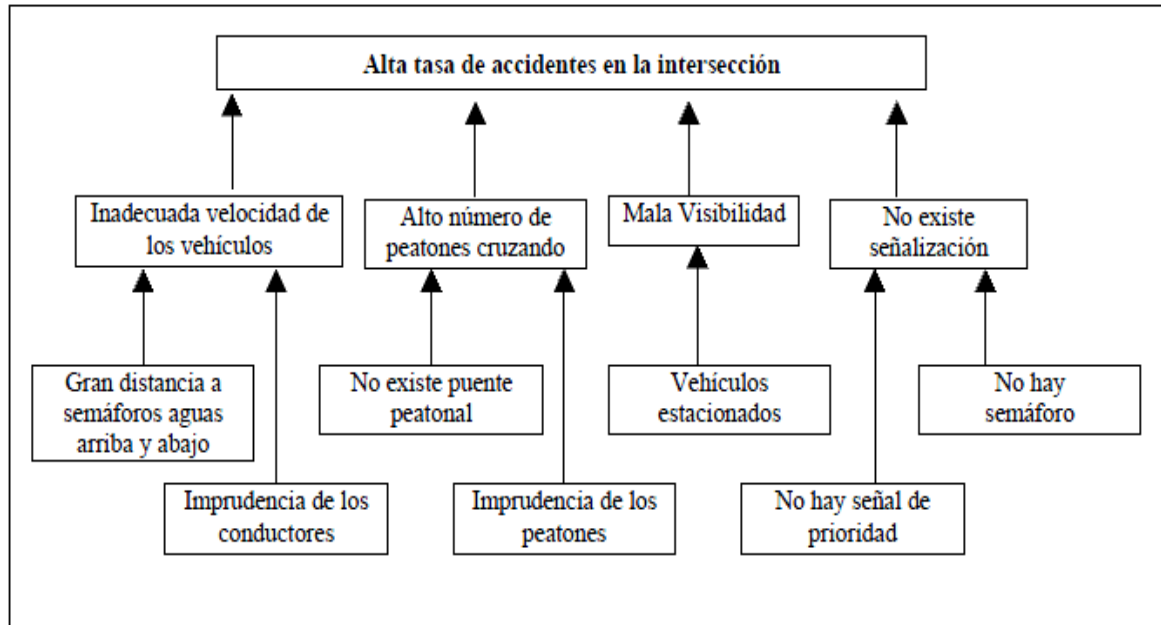 Alta tasa de accidentes en la intersección
Inadecuada velocidad de
los vehículos
Alto número de
peatones cruzando
Mala Visibilidad
No existe
señalización
Gran distancia a
semáforos aguas
arriba y abajo
No existe puente
peatonal
Vehículos
estacionados
No hay
semáforo
Imprudencia de los
conductores
Imprudencia de los
peatones
No hay señal de
prioridad